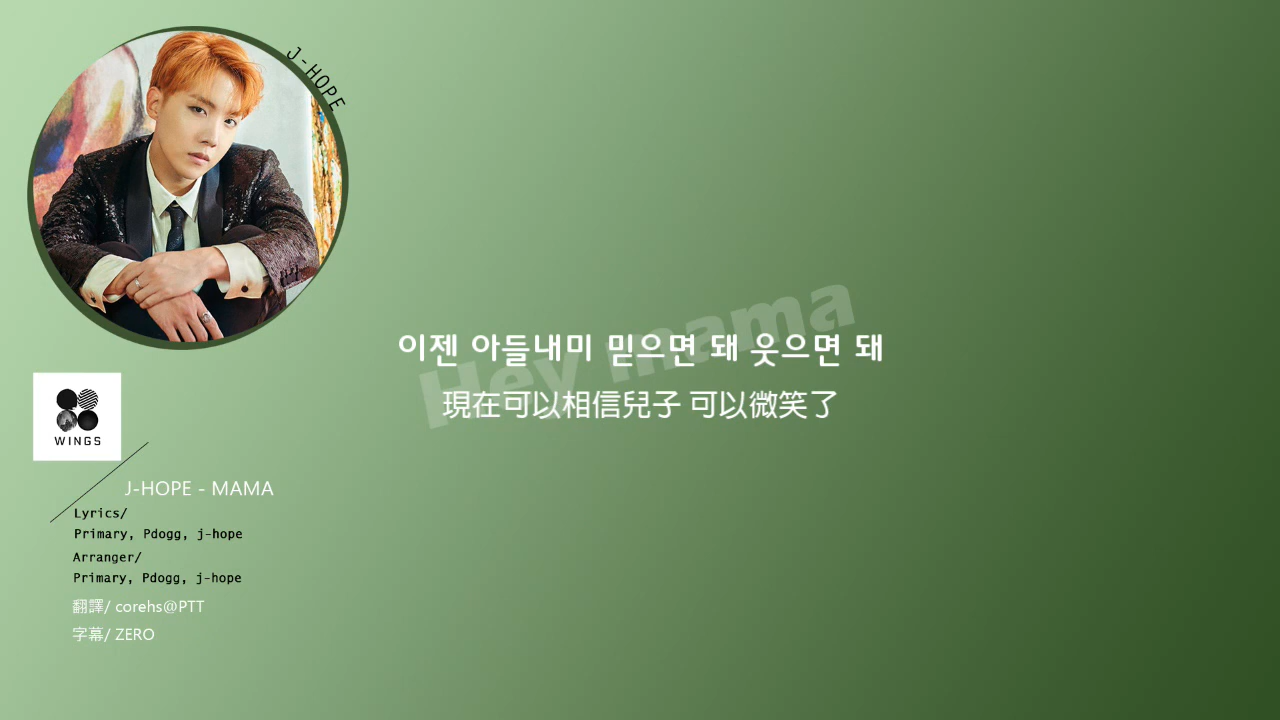 J-HOPE
Hey mama
이젠 아들내미 믿으면 돼 웃으면 돼
現在可以相信兒子 可以微笑了
WINGS
J-HOPE - MAMA
Lyrics/
Primary, Pdogg, j-hope
Arranger/
Primary, Pdogg, j-hope
翻譯/ corehs@PTT
字幕/ ZERO